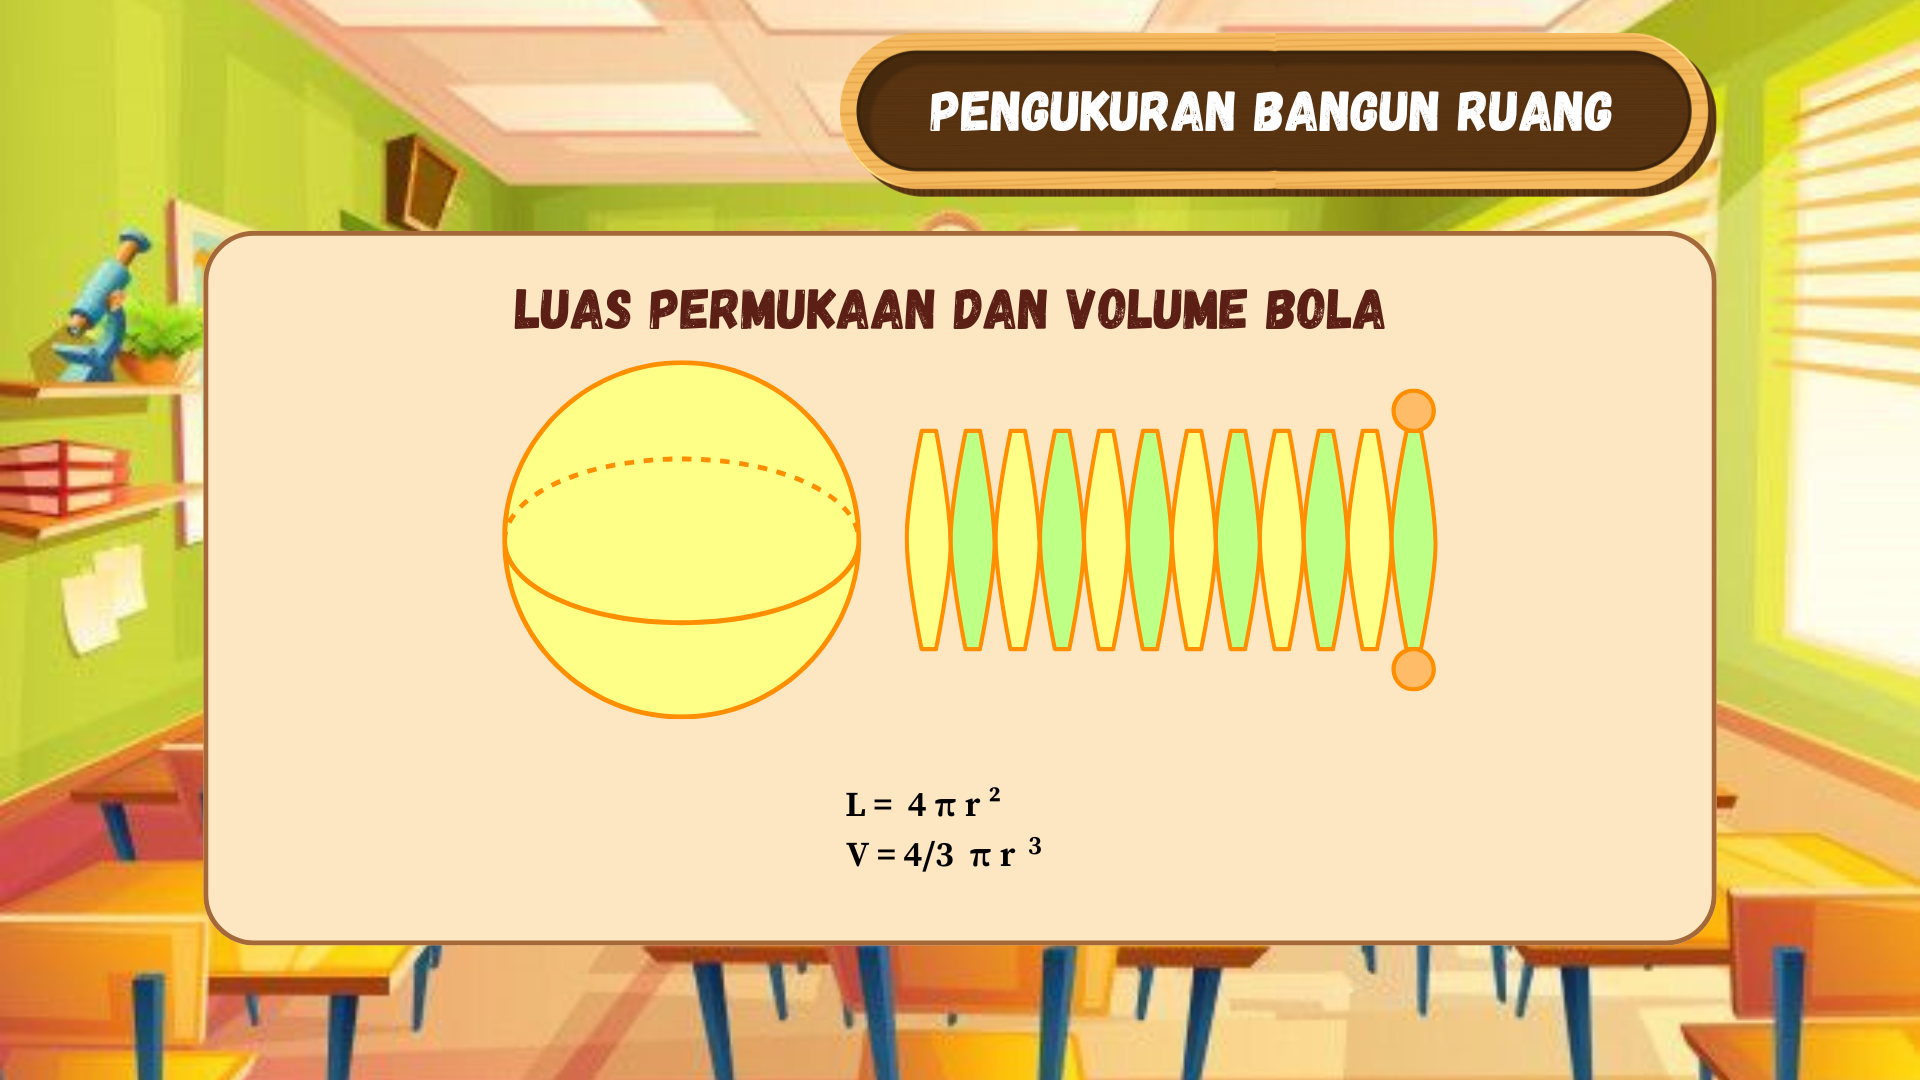 PENGUKURAN BANGUN RUANG
LUAS PERMUKAAN DAN VOLUME BOLA
L = 4 π r ²
V = 4/3 π r ³